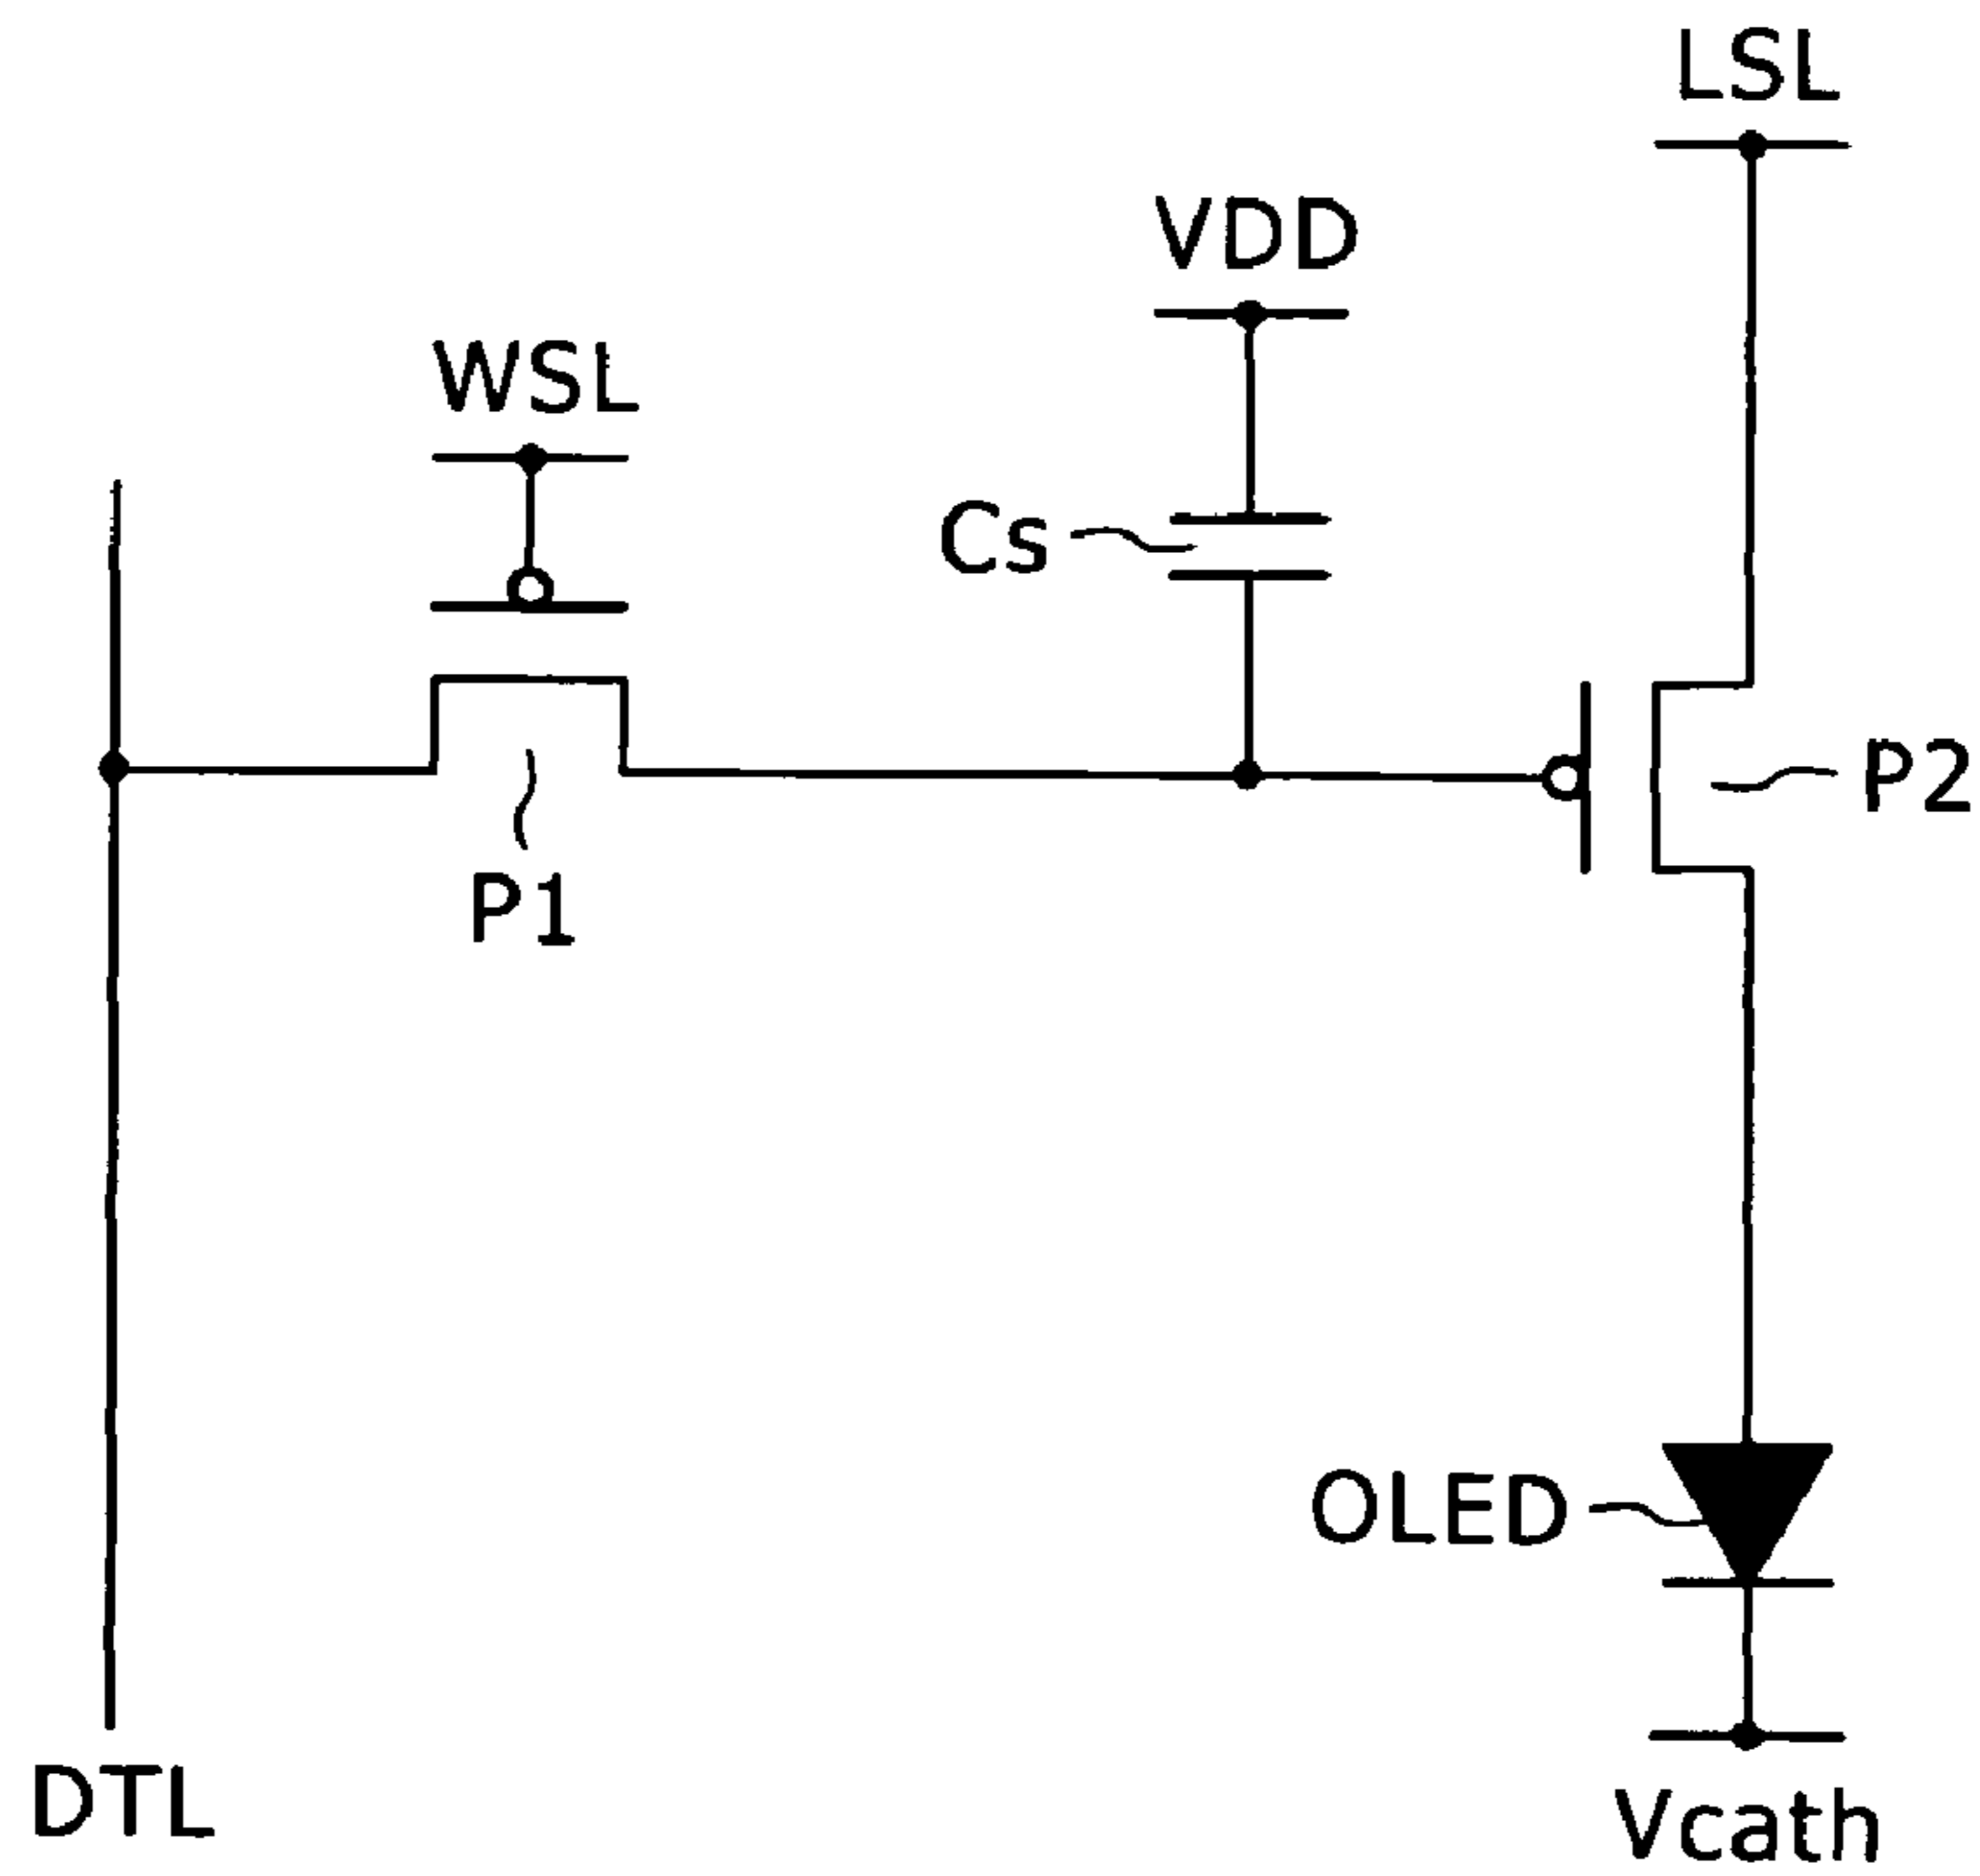 LSL
VDD
WSL
Cs
P2
P1
OLED
DTL
Vcath